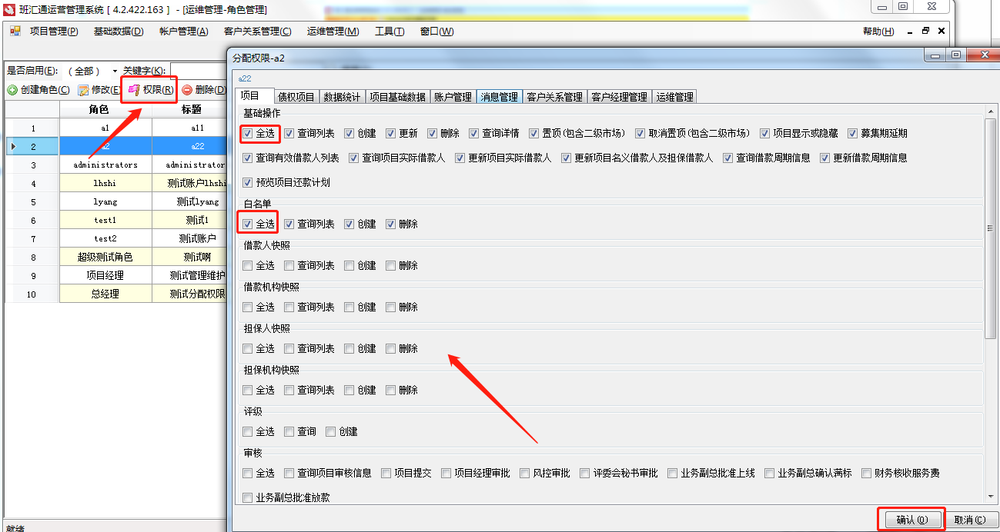 班汇通运营管理系统[ 4.2.422.163 ] - [运维管理-角色管理]
项目管理(P) 基础数据(D) 帐户管理(A) 客户关系管理(C) 运维管理(M) 工具(T) 窗口(W) 帮助(H)
是否启用(E): (全部) 关键字(K):
创建角色(C) 修改(E 权限(R) 删除(D)
角色 标题
1 a1 a11
2 a2 a22
3 administrators administrator
4 lhshi 测试账户lhshi
5 lyang 测试lyang
6 test1 测试1
7 test2 测试账户
8 超级测试角色 测试啊
9 项目经理 测试管理维护
10 总经理 测试分配权限
就绪
分配权限-a2
a22
项目 债权项目 数据统计 项目基础数据 账户管理 消息管理 客户关系管理 客户经理管理 运维管理
基础操作
全选 查询列表 创建 更新 删除 查询详情 置顶(包含二级市场) 取消置顶(包含二级市场) 项目显示或隐藏 募集期延期
查询有效借款人列表 查询项目实际借款人 更新项目实际借款人 更新项目名义借款人及担保借款人 查询借款周期信息 更新借款周期信息
预览项目还款计划
白名单
全选 查询列表 创建 删除
借款人快照
全选 查询列表 创建 删除
借款机构快照
全选 查询列表 创建 删除
担保人快照
全选 查询列表 创建 删除
担保机构快照
全选 查询列表 创建 删除
评级
全选 查询 创建
审核
全选 查询项目审核信息 项目提交 项目经理审批 风控审批 评委会秘书审批 业务副总批准上线 业务副总确认满标 财务核收服务费
业务副总批准放款
确认(O) 取消(C)